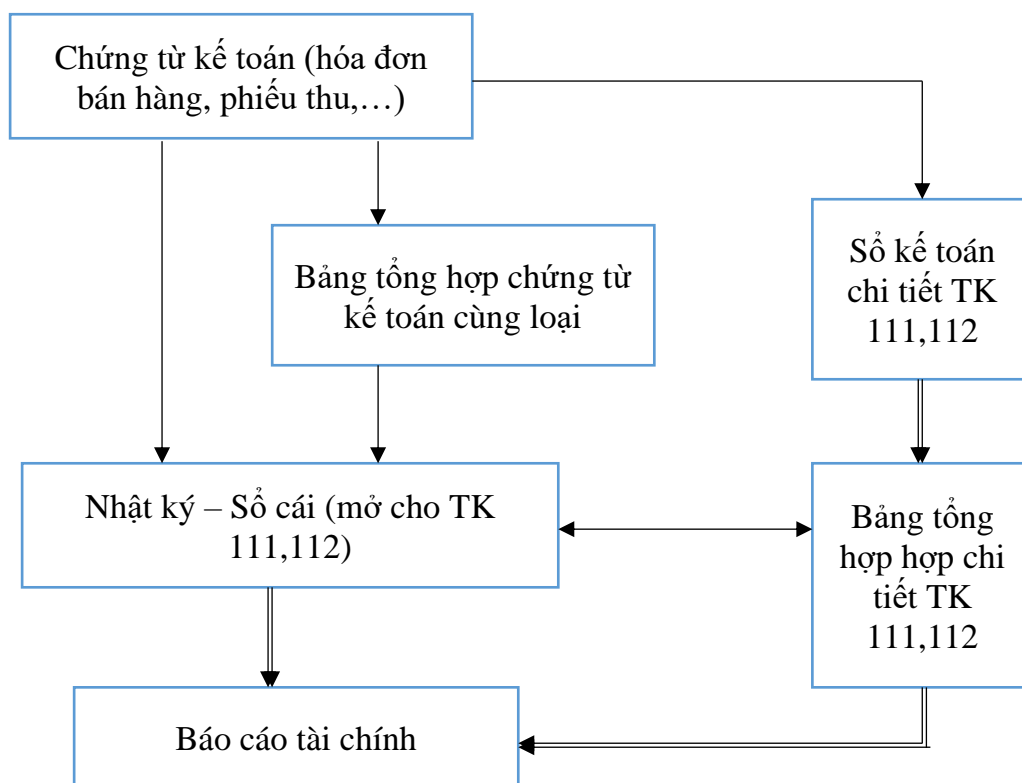 Chứng từ kế toán (hóa đơn
bán hàng, phiếu thu,…)
Bảng tổng hợp chứng từ
kế toán cùng loại
Sổ kế toán
chi tiết TK
111,112
Nhật ký – Sổ cái (mở cho TK
111,112)
Bảng tổng
hợp hợp chi
tiết TK
111,112
Báo cáo tài chính